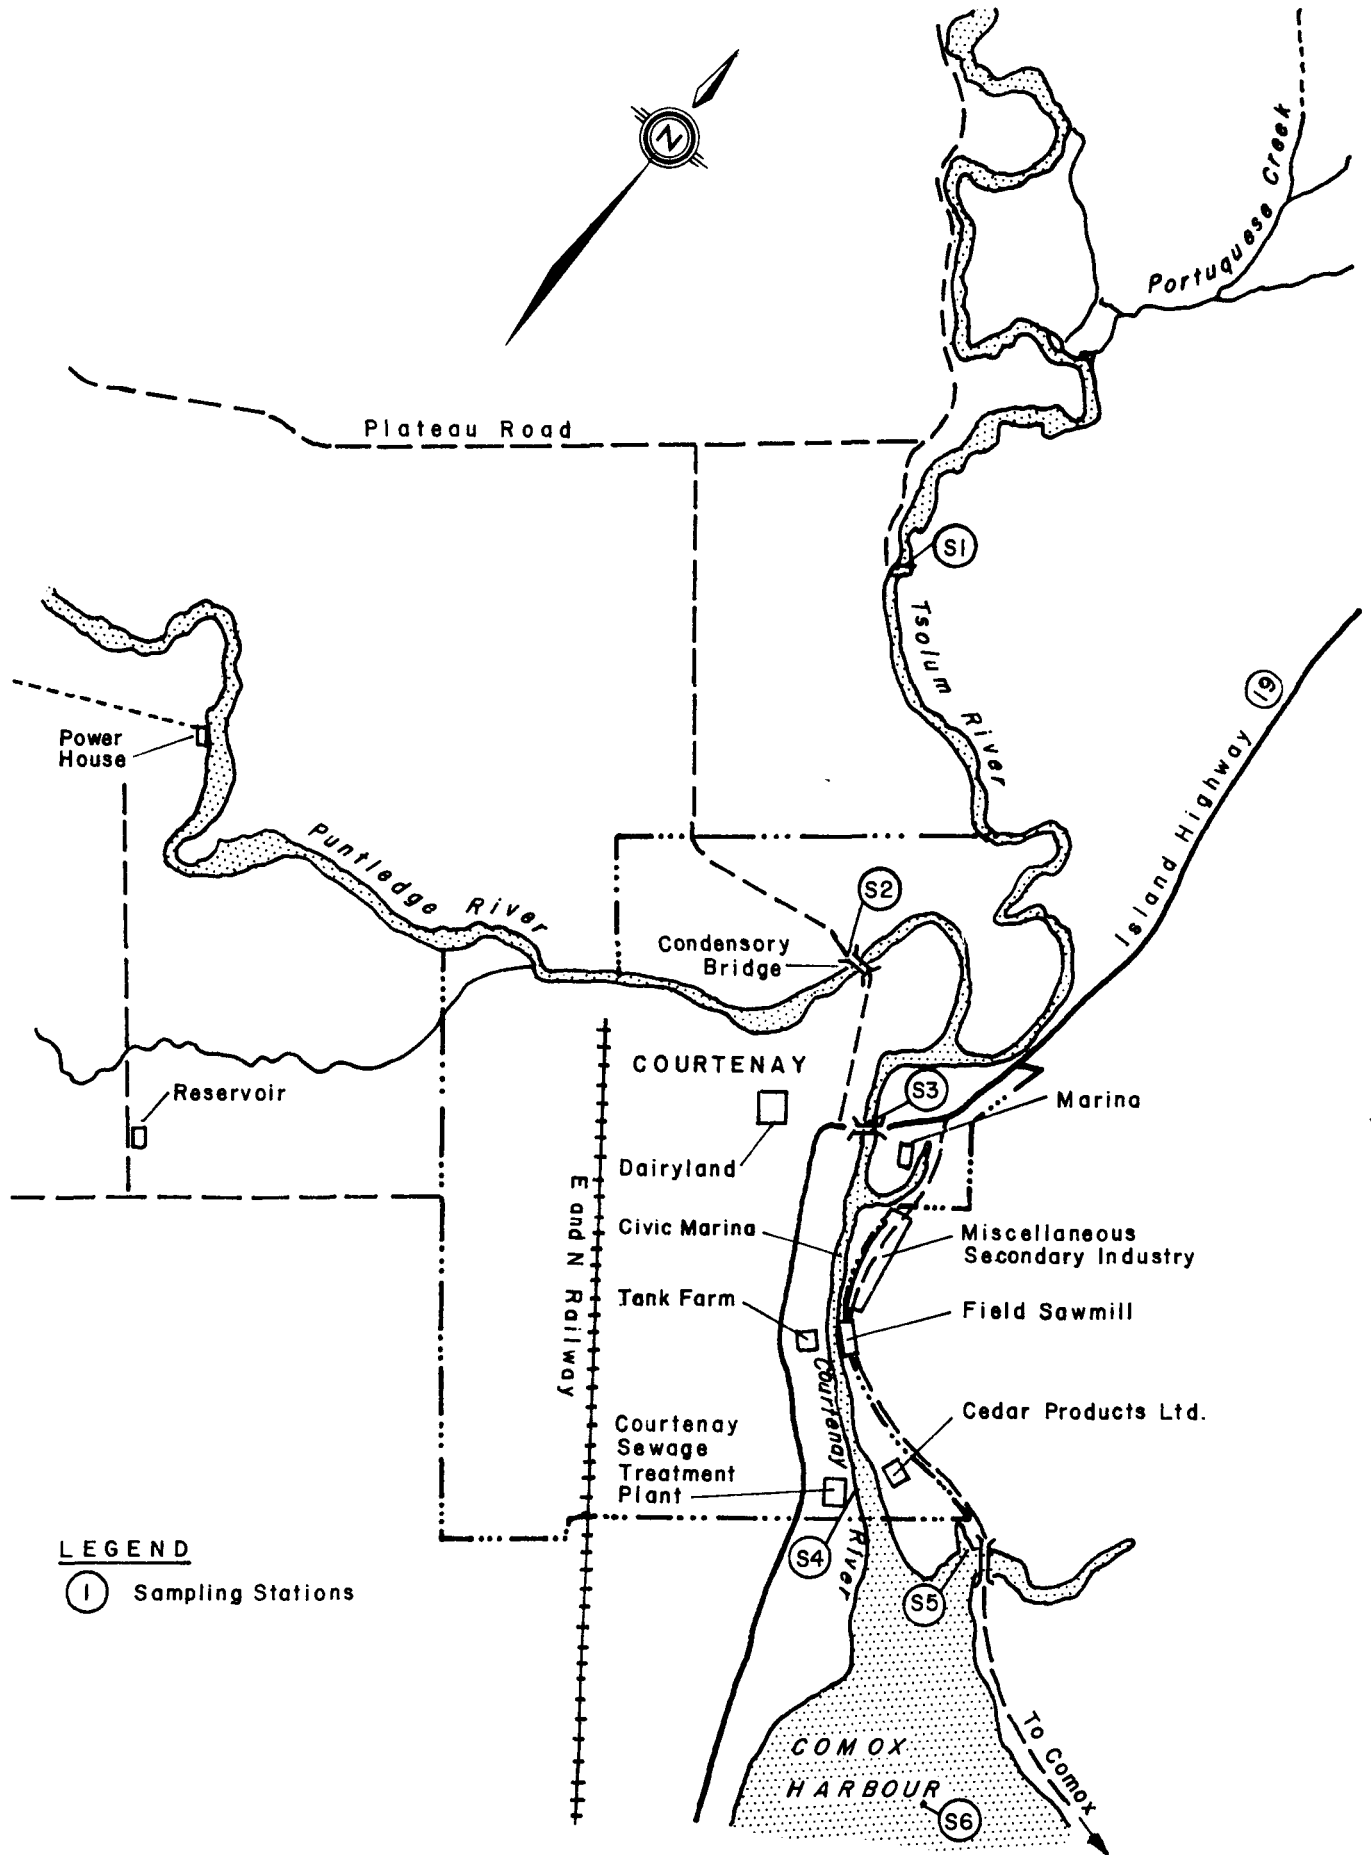 N
Portuquese Creek
Plateau Road
S1
Tsolum River
19
Island Highway
Power
House
Puntledge River
S2
Condensory
Bridge
COURTENAY
S3
Marina
Reservoir
Dairyland
E and N Railway
Civic Marina
Miscellaneous
Secondary Industry
Tank Farm
Field Sawmill
Courtenay River
Cedar Products Ltd.
Courtenay
Sewage
Treatment
Plant
S4
S5
LEGEND
1 Sampling Stations
To Comox
COMOX
HARBOUR
S6